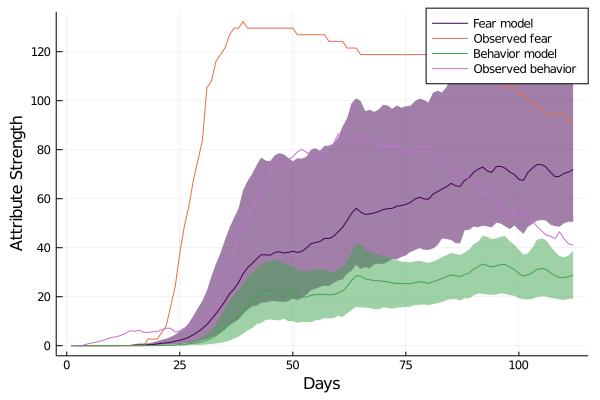 Fear model
Observed fear
Behavior model
Observed behavior
120
100
80
60
40
20
0
Attribute Strength
0 25 50 75 100
Days